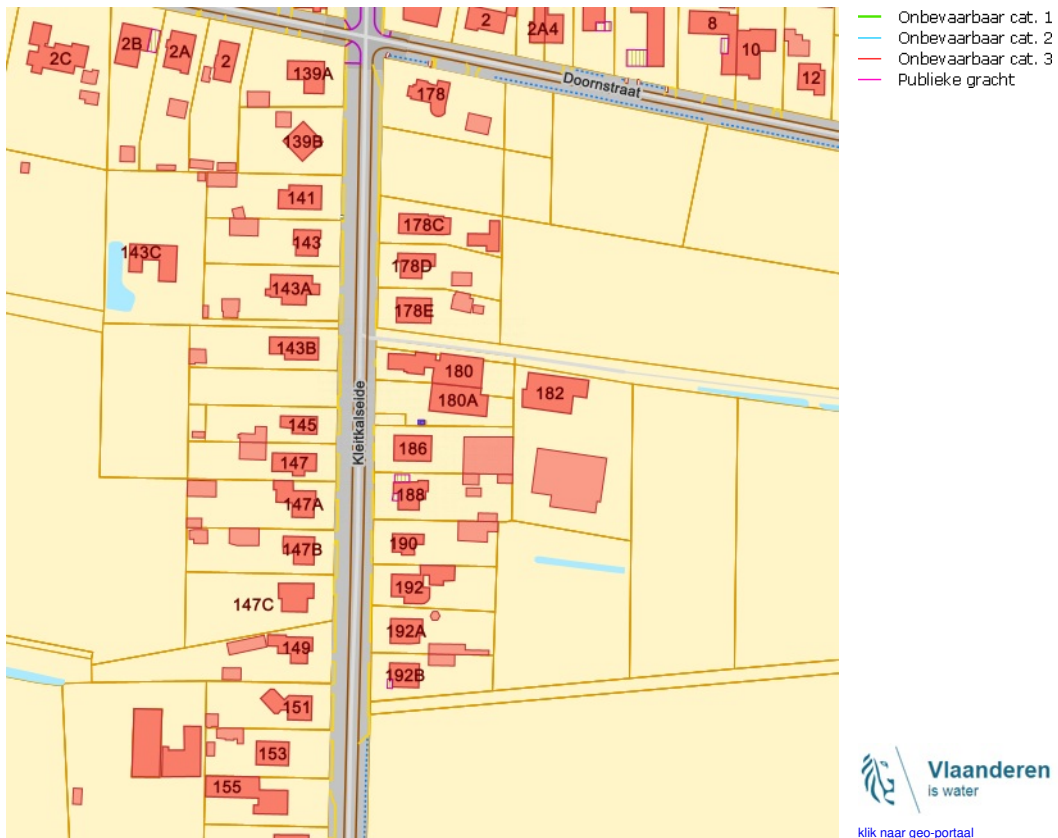 2C
2B
2A
2
139A
139B
141
143
143C
143A
143B
145
147
147A
147B
147C
149
151
153
155
Kleitkalseide
2
2A4
8
10
12
Doornstraat
178
178C
178D
178E
180
180A
182
186
188
190
192
192A
192B
Onbevaarbaar cat. 1
Onbevaarbaar cat. 2
Onbevaarbaar cat. 3
Publieke gracht
Vlaanderen
is water
klik naar geo-portaal